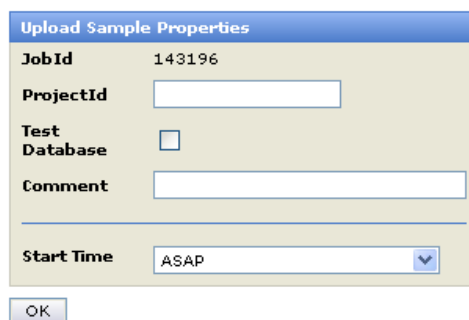 Upload Sample Properties
JobId 143196
ProjectId
Test
Database
Comment
Start Time ASAP
OK